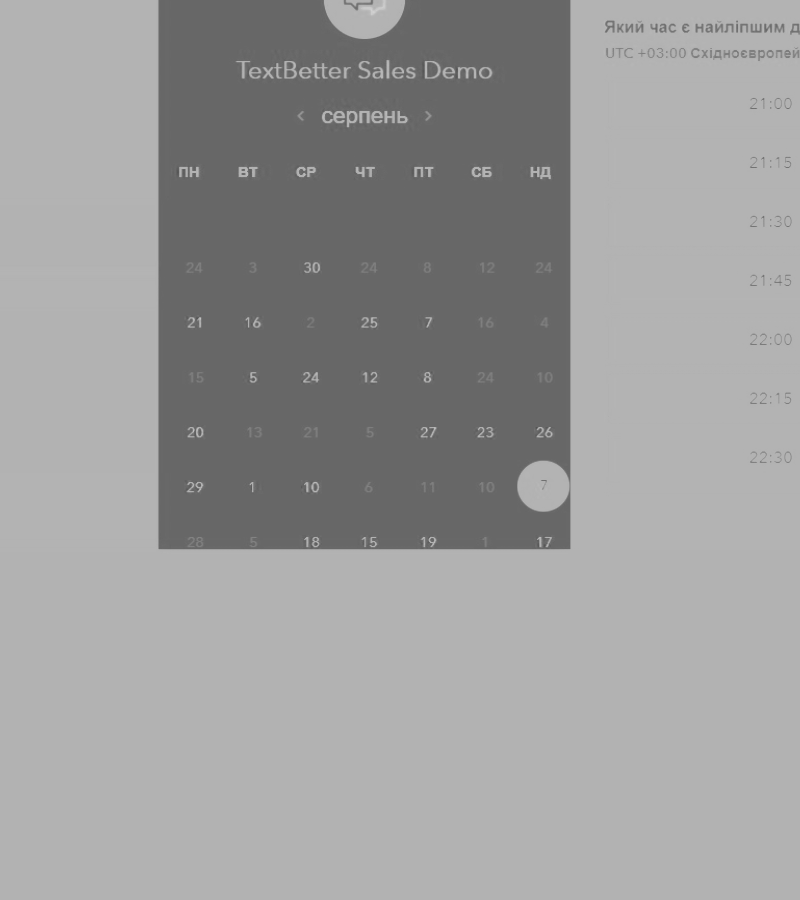 TextBetter Sales Demo
‹ серпень ›
ПН ВТ СР ЧТ ПТ СБ НД
24 3 30 24 8 12 24
21 16 2 25 7 16 4
15 5 24 12 8 24 10
20 13 21 5 27 23 26
29 1 10 6 11 10 7
28 5 18 15 19 1 17
Який час є найліпшим д
UTC +03:00 Східноєвропей
21:00
21:15
21:30
21:45
22:00
22:15
22:30